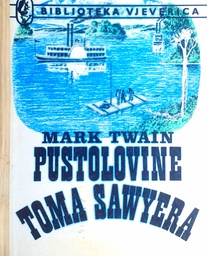 BIBLIOTEKA VJEVERICA
MARK TWAIN
PUSTOLOVINE
TOMA SAWYERA